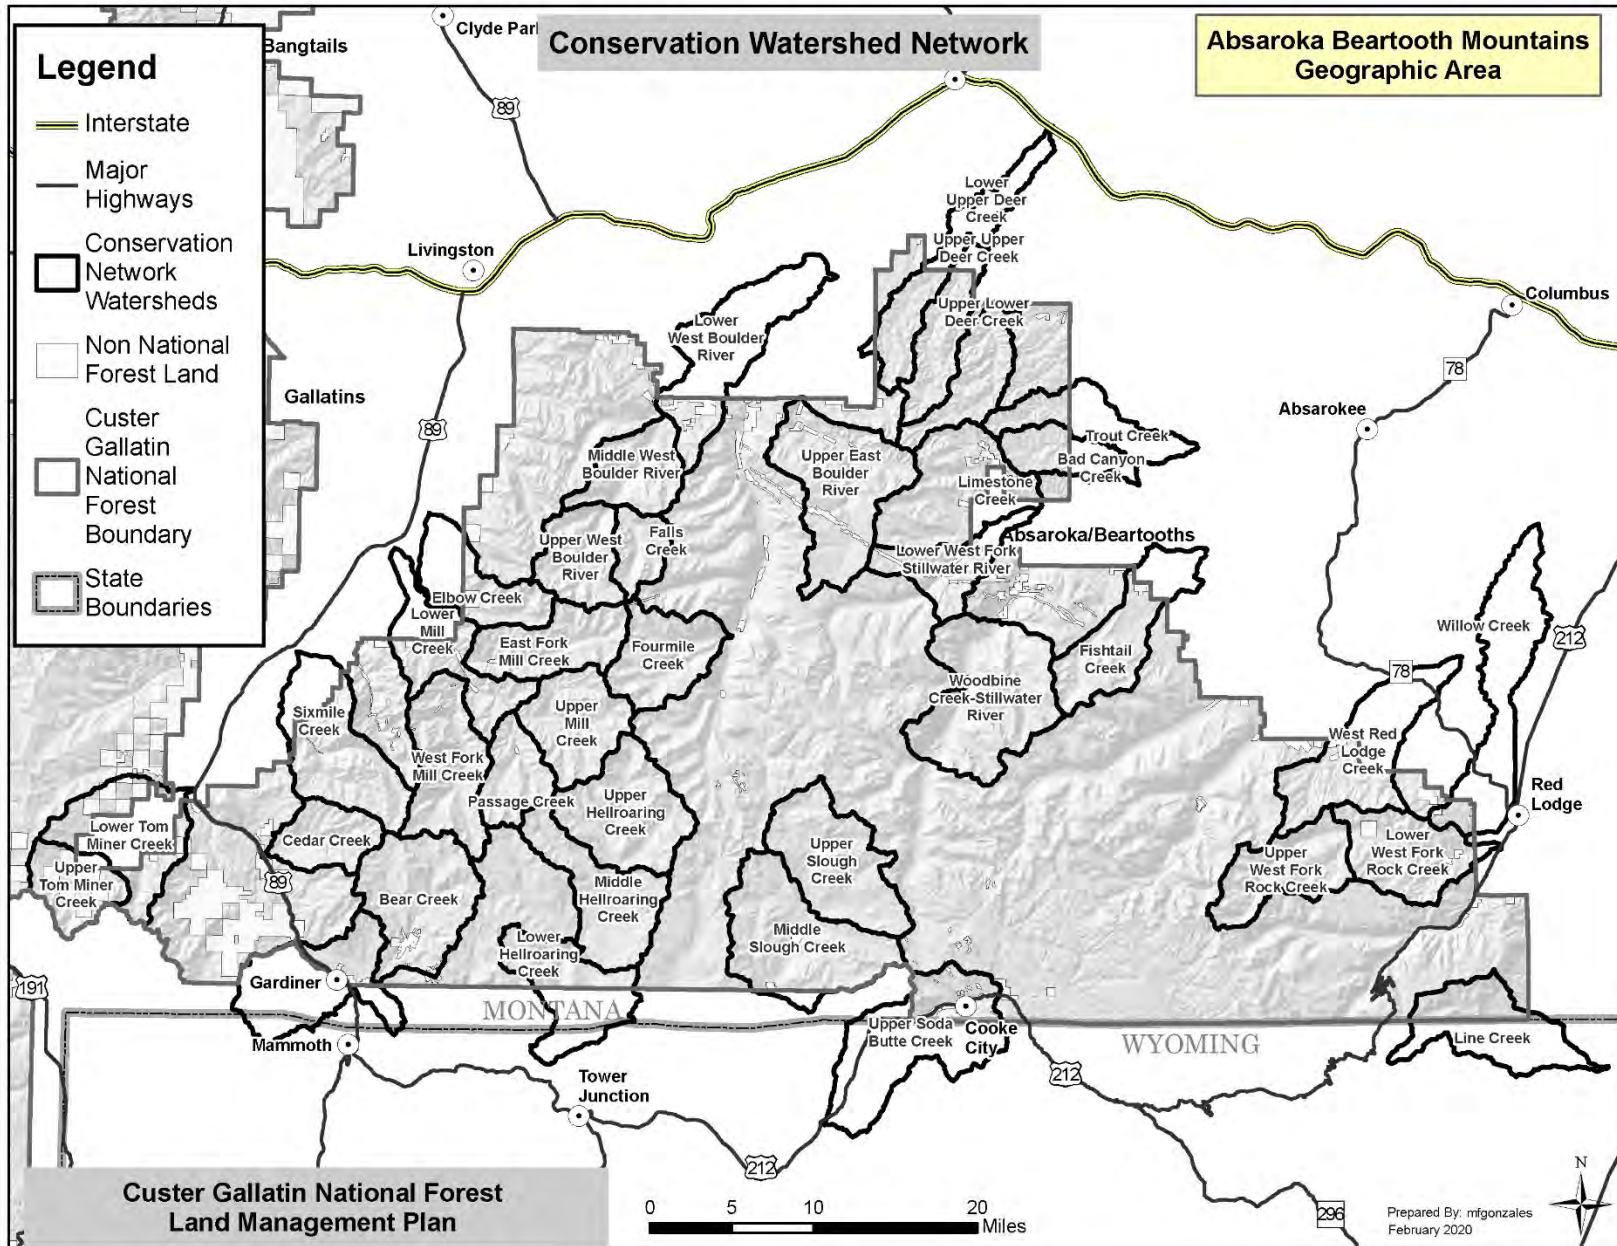 Conservation Watershed Network
Absaroka Beartooth Mountains
Geographic Area
Legend
Interstate
Major
Highways
Conservation
Network
Watersheds
Non National
Forest Land
Custer
Gallatin
National
Forest
Boundary
State
Boundaries
Bangtails
Clyde Par
89
Livingston
Gallatins
89
Lower
Upper Deer
Creek
Upper Upper
Deer Creek
Upper Lower
Deer Creek
Lower
West Boulder
River
Columbus
78
Absarokee
Trout Creek
Bad Canyon
Creek
Middle West
Boulder River
Upper East
Boulder
River
Limestone
Creek
Upper West
Boulder
River
Falls
Creek
Absaroka/Beartooths
Lower West Fork
Stillwater River
Elbow Creek
Lower
Mill
Creek
East Fork
Mill Creek
Fourmile
Creek
Fishtail
Creek
Willow Creek
212
78
Woodbine
Creek-Stillwater
River
Sixmile
Creek
Upper
Mill
Creek
West Fork
Mill Creek
Passage Creek
Upper
Hellroaring
Creek
West Red
Lodge
Creek
Red
Lodge
Lower Tom
Miner Creek
Upper
Tom Miner
Creek
Cedar Creek
89
Bear Creek
Middle
Hellroaring
Creek
Upper
Slough
Creek
Upper
West Fork
Rock Creek
Lower
West Fork
Rock Creek
Lower
Hellroaring
Creek
Middle
Slough Creek
Gardiner
191
MONTANA
Mammoth
Upper Soda
Butte Creek
Cooke
City
WYOMING
Line Creek
212
Tower
Junction
212
296
Custer Gallatin National Forest
Land Management Plan
0 5 10 20
Miles
N
Prepared By: mfgonzales
February 2020